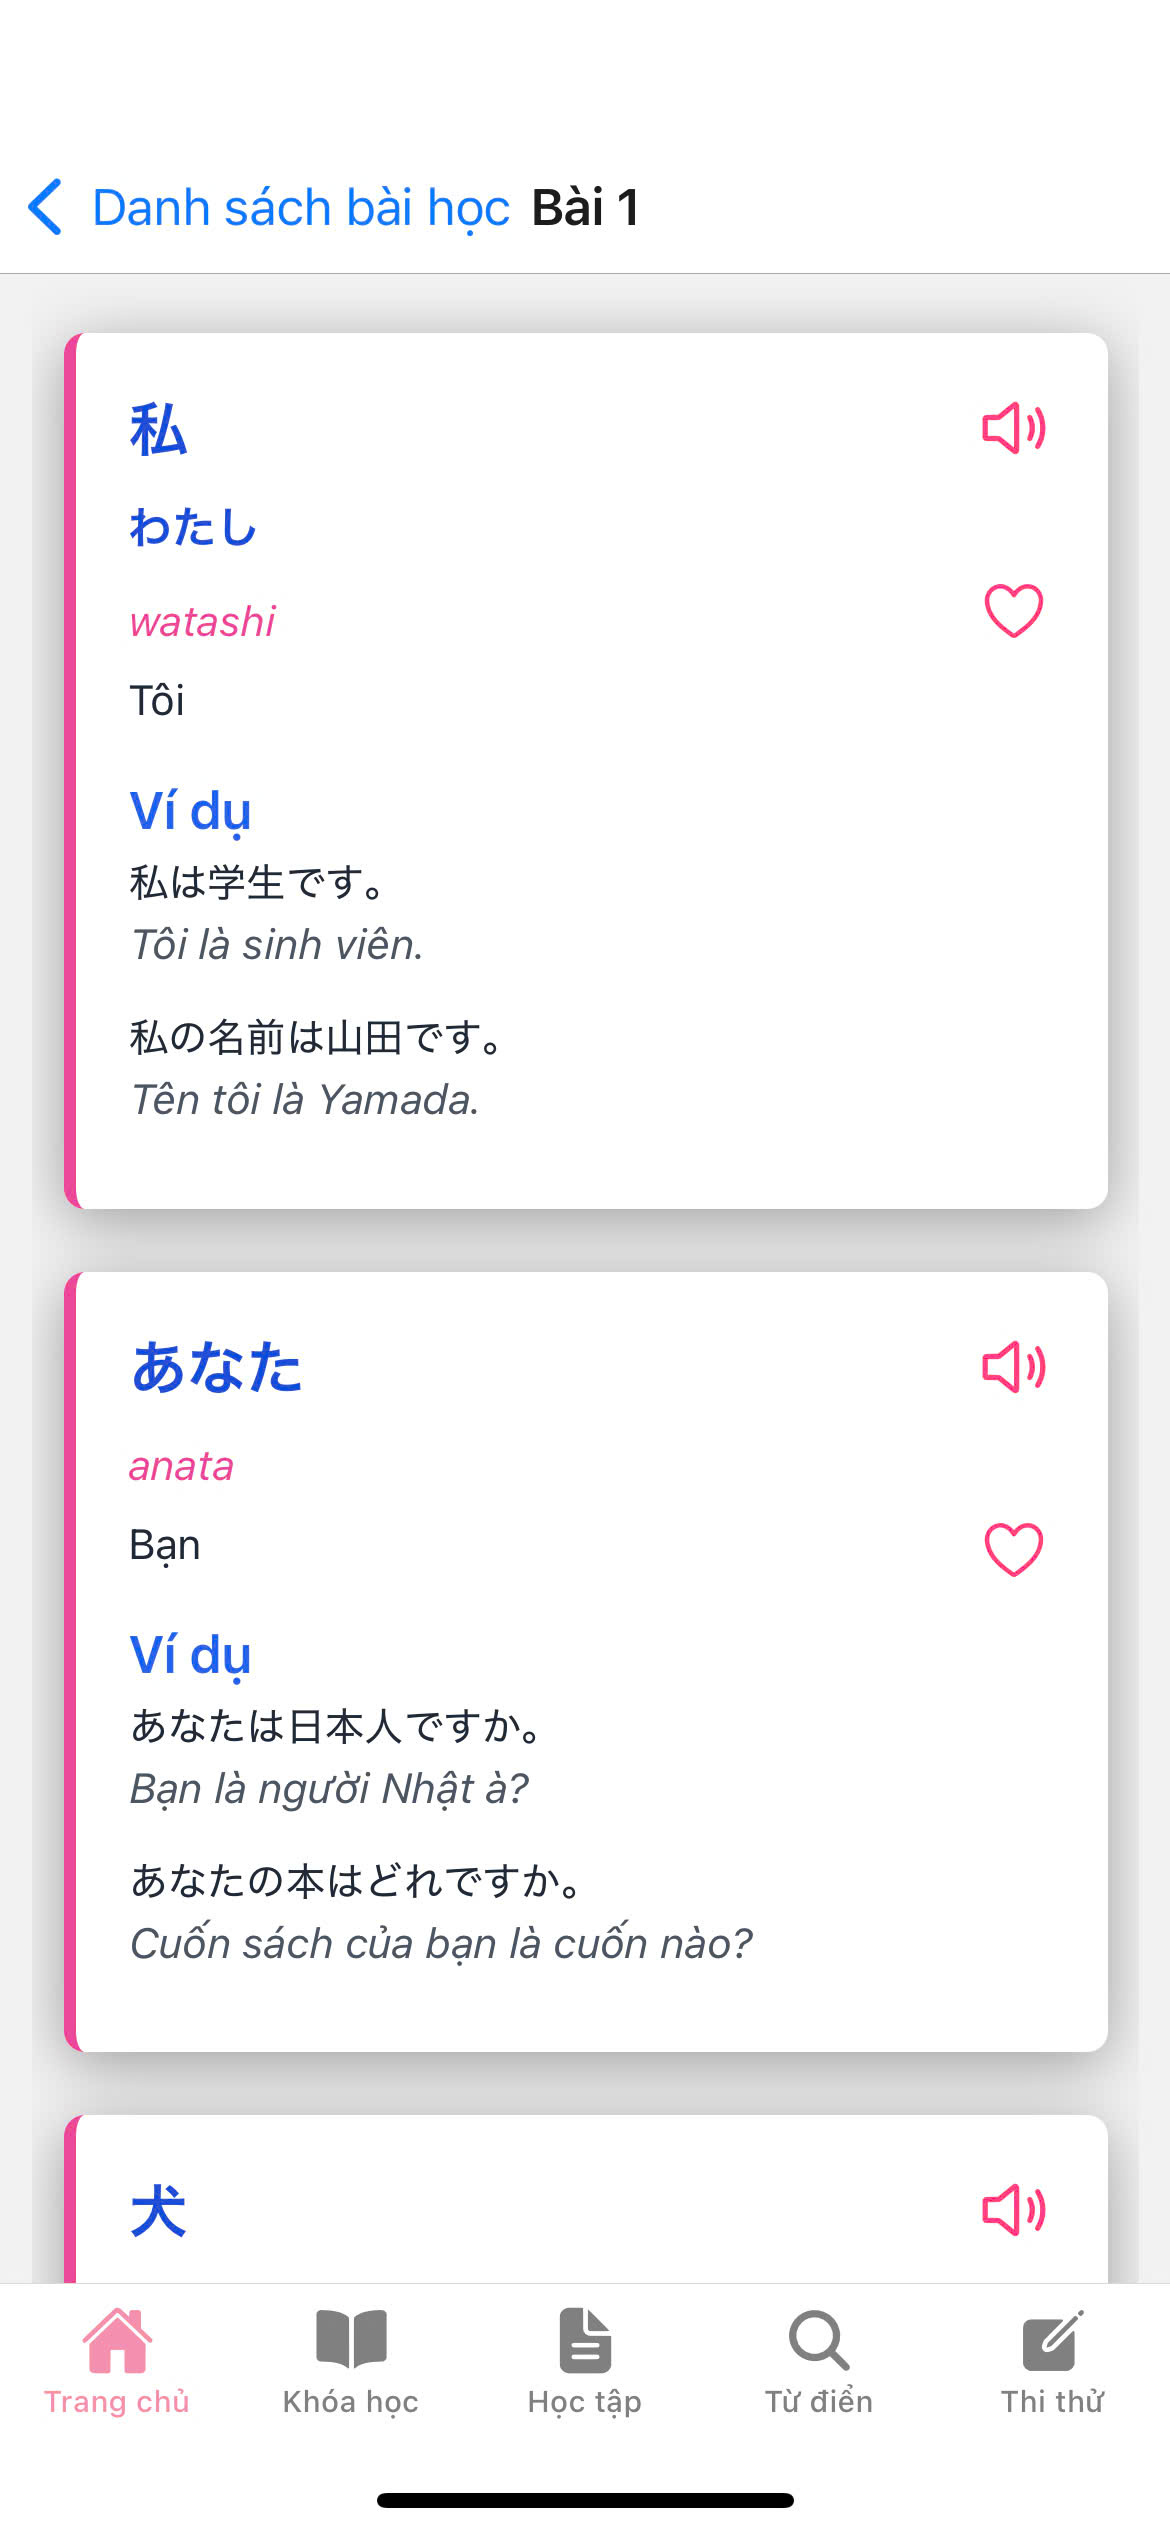 Danh sách bài học Bài 1
私
わたし
watashi
Tôi
Ví dụ
私は学生です。
Tôi là sinh viên.
私の名前は山田です。
Tên tôi là Yamada.
あなた
anata
Bạn
Ví dụ
あなたは日本人ですか。
Bạn là người Nhật à?
あなたの本はどれですか。
Cuốn sách của bạn là cuốn nào?
犬
Trang chủ
Khóa học
Học tập
Từ điển
Thi thử